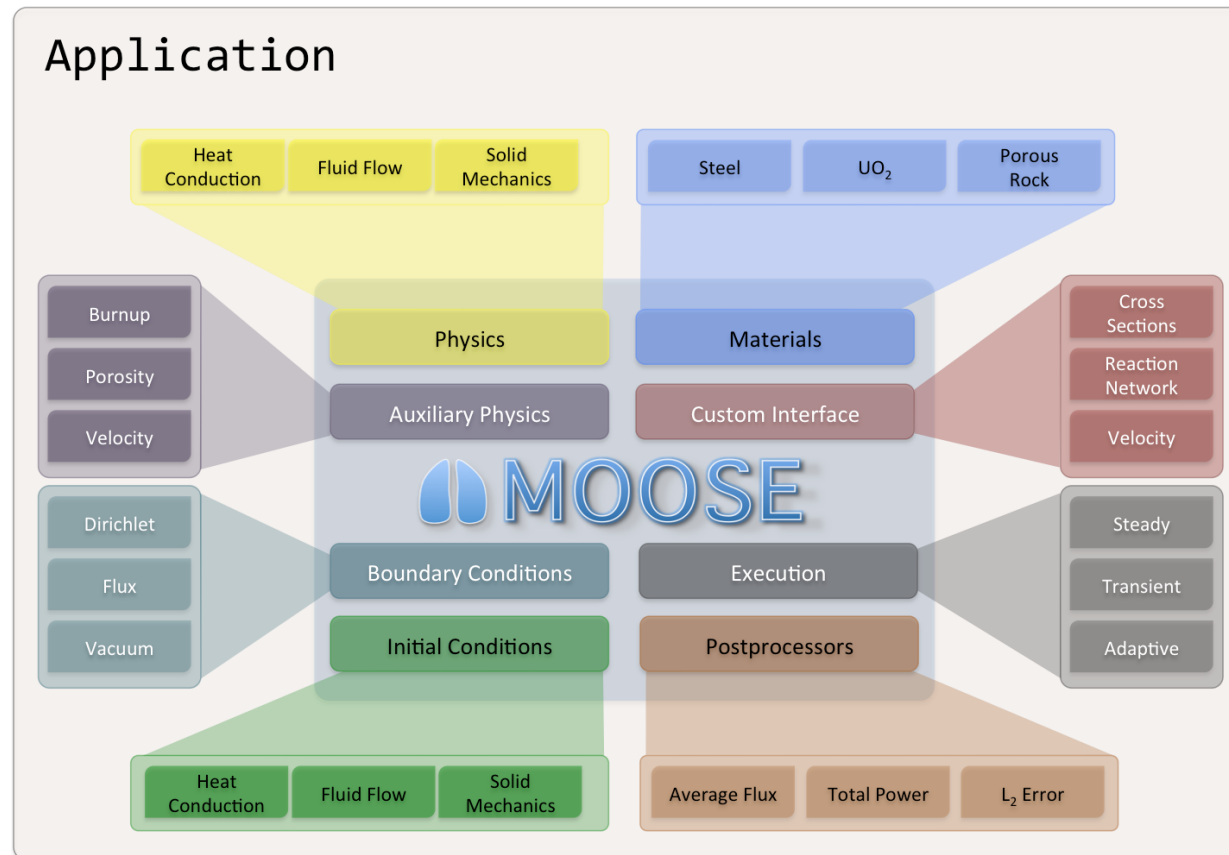 Application
Heat
Conduction
Fluid Flow
Solid
Mechanics
Steel
UO₂
Porous
Rock
Burnup
Porosity
Velocity
Physics
Materials
Auxiliary Physics
Custom Interface
Cross
Sections
Reaction
Network
Velocity
MOOSE
Dirichlet
Flux
Vacuum
Boundary Conditions
Execution
Initial Conditions
Postprocessors
Steady
Transient
Adaptive
Heat
Conduction
Fluid Flow
Solid
Mechanics
Average Flux
Total Power
L₂ Error